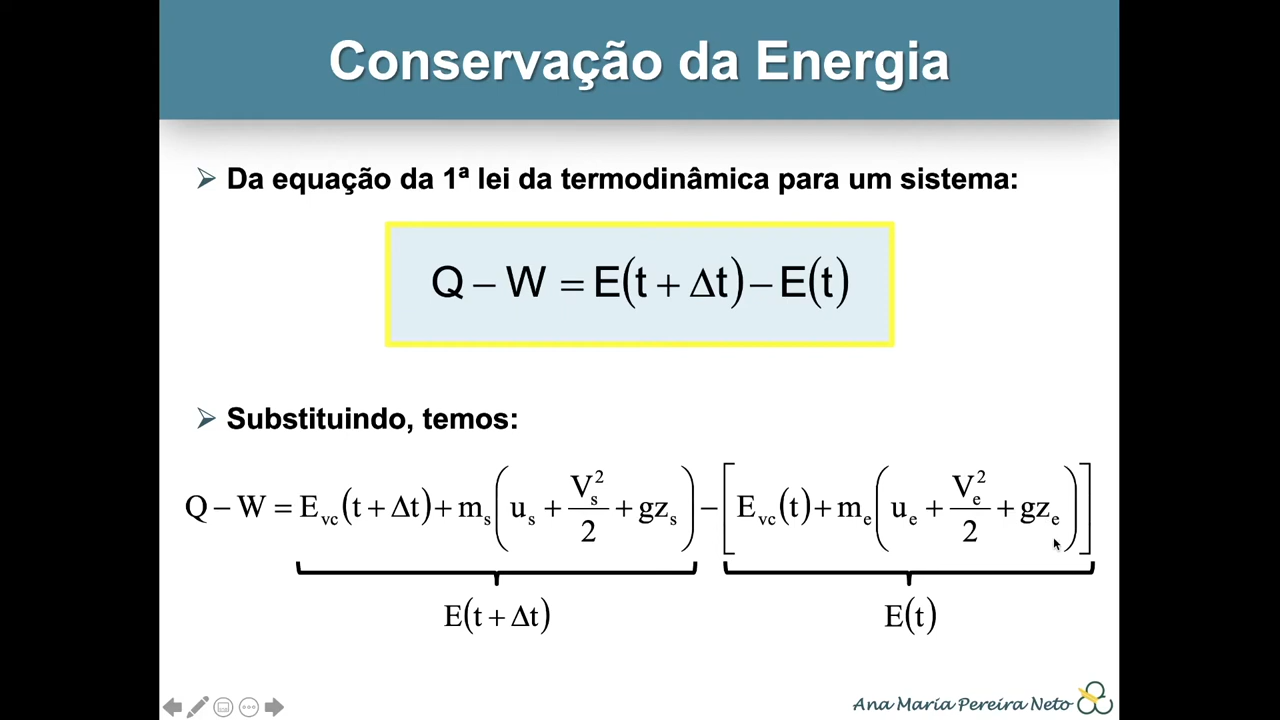 Conservação da Energia
Da equação da 1ª lei da termodinâmica para um sistema:
Q – W = E(t + Δt) – E(t)
Substituindo, temos:
Q – W = E_vc(t + Δt) + m_s(u_s + V_s²/2 + gz_s) – [E_vc(t) + m_e(u_e + V_e²/2 + gz_e)]
E(t + Δt) E(t)
Ana Maria Pereira Neto